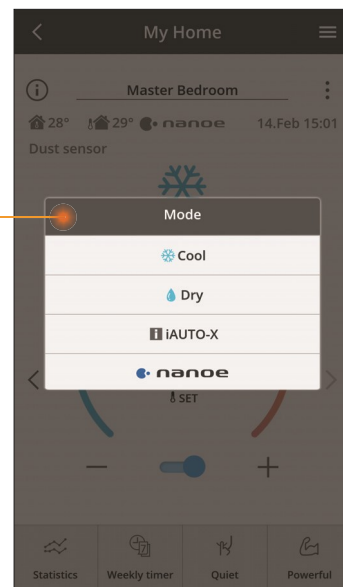 My Home
Master Bedroom
28° 29° nanoe 14.Feb 15:01
Dust sensor
Mode
Cool
Dry
iAUTO-X
nanoe
SET
Statistics Weekly timer Quiet Powerful